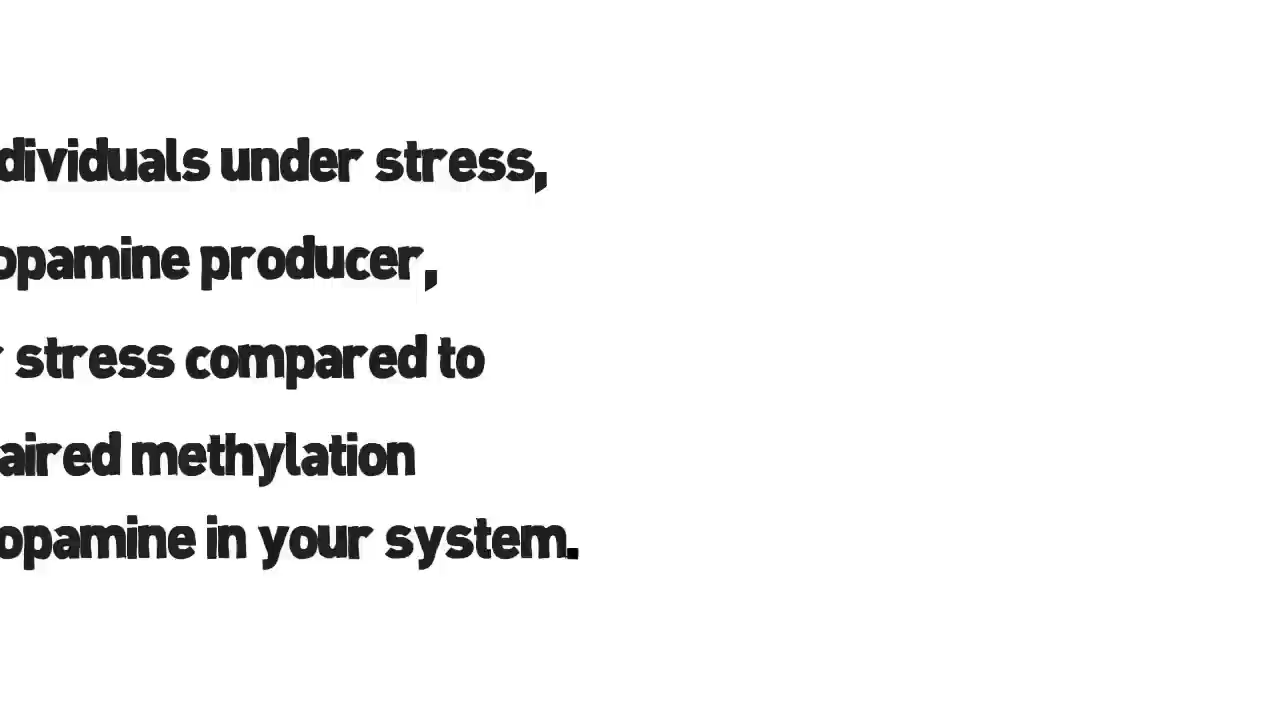 dividuals under stress,
opamine producer,
stress compared to
aired methylation
opamine in your system.